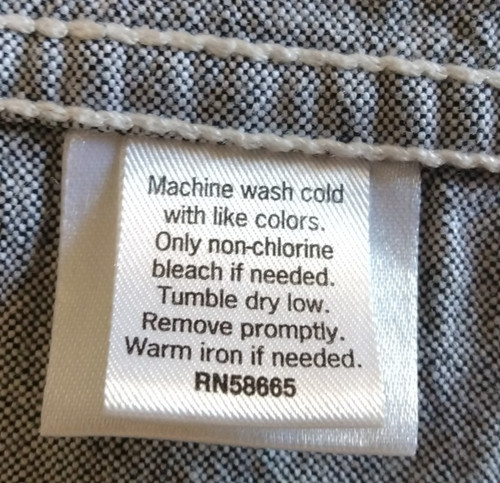 Machine wash cold
with like colors.
Only non-chlorine
bleach if needed.
Tumble dry low.
Remove promptly.
Warm iron if needed.
RN58665